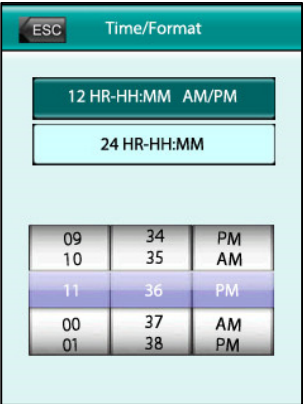 ESC Time/Format
12 HR-HH:MM AM/PM
24 HR-HH:MM
09 34 PM
10 35 AM
11 36 PM
00 37 AM
01 38 PM